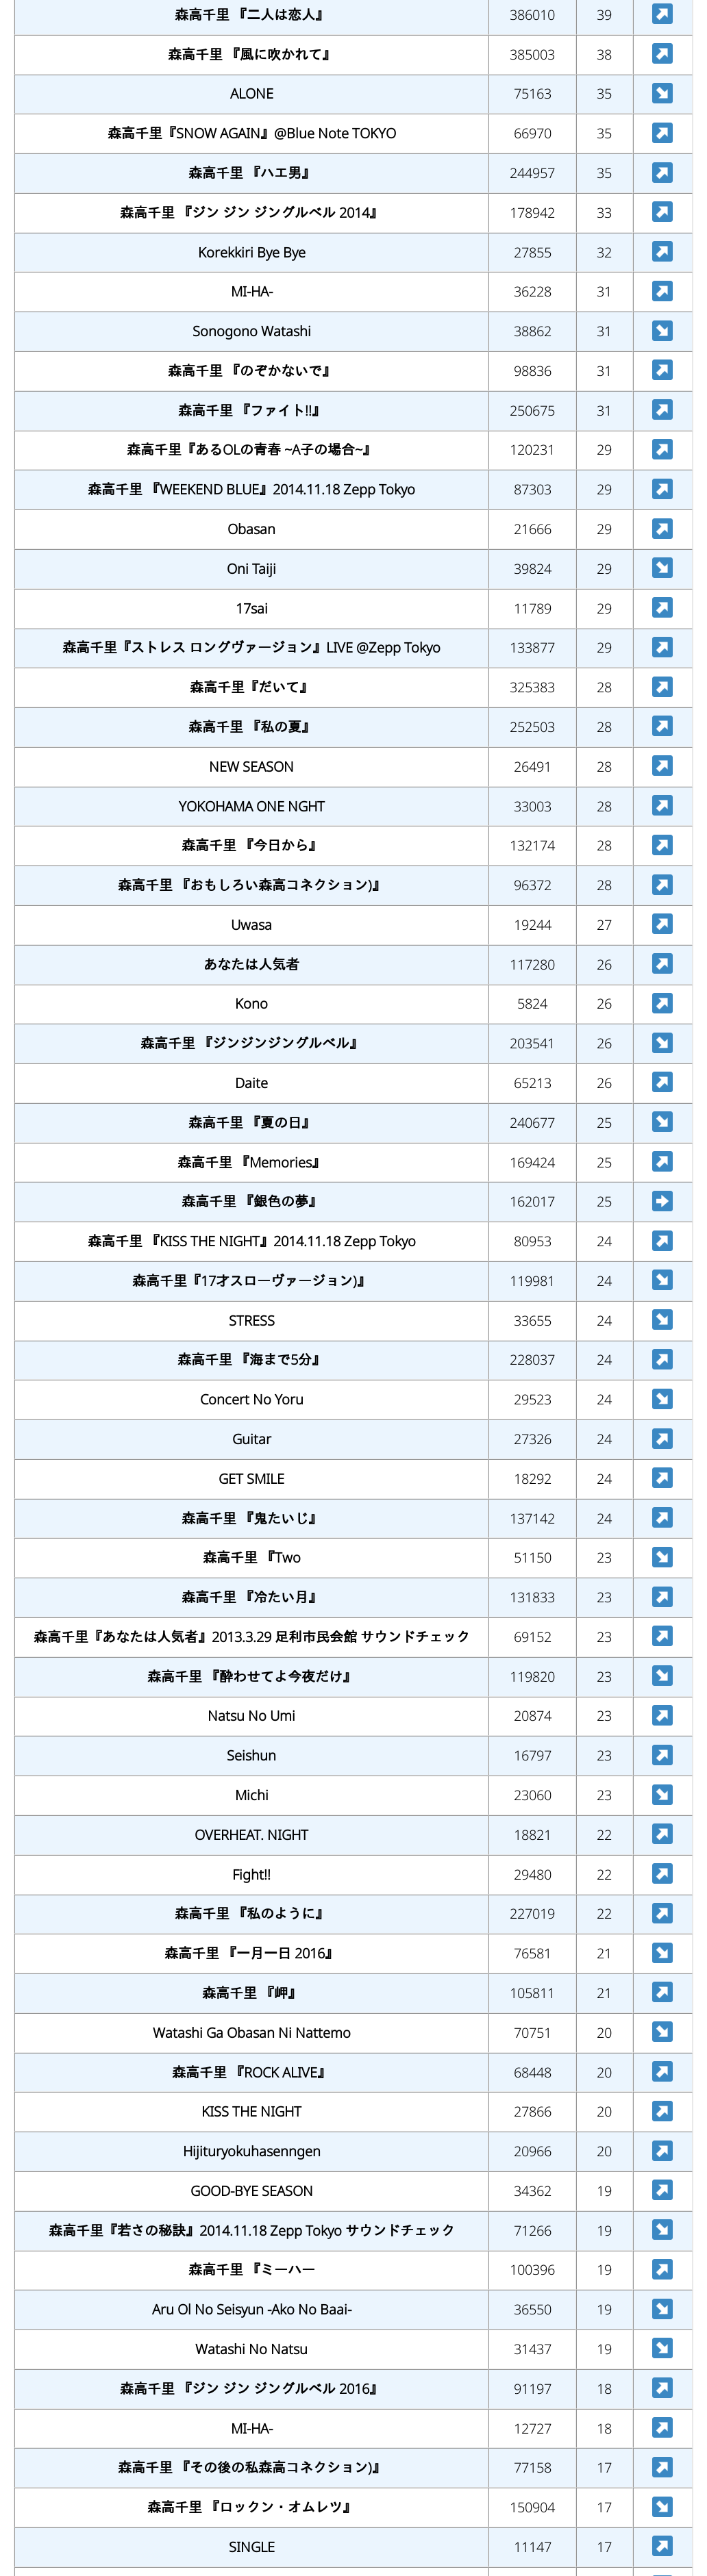 森高千里 『二人は恋人』 386010 39
森高千里 『風に吹かれて』 385003 38
ALONE 75163 35
森高千里『SNOW AGAIN』@Blue Note TOKYO 66970 35
森高千里 『ハエ男』 244957 35
森高千里 『ジン ジン ジングルベル 2014』 178942 33
Korekkiri Bye Bye 27855 32
MI-HA- 36228 31
Sonogono Watashi 38862 31
森高千里 『のぞかないで』 98836 31
森高千里 『ファイト!!』 250675 31
森高千里『あるOLの青春 ~A子の場合~』 120231 29
森高千里 『WEEKEND BLUE』2014.11.18 Zepp Tokyo 87303 29
Obasan 21666 29
Oni Taiji 39824 29
17sai 11789 29
森高千里『ストレス ロングヴァージョン』LIVE @Zepp Tokyo 133877 29
森高千里『だいて』 325383 28
森高千里 『私の夏』 252503 28
NEW SEASON 26491 28
YOKOHAMA ONE NGHT 33003 28
森高千里 『今日から』 132174 28
森高千里 『おもしろい森高コネクション)』 96372 28
Uwasa 19244 27
あなたは人気者 117280 26
Kono 5824 26
森高千里 『ジンジンジングルベル』 203541 26
Daite 65213 26
森高千里 『夏の日』 240677 25
森高千里 『Memories』 169424 25
森高千里 『銀色の夢』 162017 25
森高千里 『KISS THE NIGHT』2014.11.18 Zepp Tokyo 80953 24
森高千里『17才スローヴァージョン)』 119981 24
STRESS 33655 24
森高千里 『海まで5分』 228037 24
Concert No Yoru 29523 24
Guitar 27326 24
GET SMILE 18292 24
森高千里 『鬼たいじ』 137142 24
森高千里 『Two 51150 23
森高千里 『冷たい月』 131833 23
森高千里『あなたは人気者』2013.3.29 足利市民会館 サウンドチェック 69152 23
森高千里 『酔わせてよ今夜だけ』 119820 23
Natsu No Umi 20874 23
Seishun 16797 23
Michi 23060 23
OVERHEAT. NIGHT 18821 22
Fight!! 29480 22
森高千里 『私のように』 227019 22
森高千里 『一月一日 2016』 76581 21
森高千里 『岬』 105811 21
Watashi Ga Obasan Ni Nattemo 70751 20
森高千里 『ROCK ALIVE』 68448 20
KISS THE NIGHT 27866 20
Hijituryokuhasenngen 20966 20
GOOD-BYE SEASON 34362 19
森高千里『若さの秘訣』2014.11.18 Zepp Tokyo サウンドチェック 71266 19
森高千里 『ミーハー 100396 19
Aru Ol No Seisyun -Ako No Baai- 36550 19
Watashi No Natsu 31437 19
森高千里 『ジン ジン ジングルベル 2016』 91197 18
MI-HA- 12727 18
森高千里 『その後の私森高コネクション)』 77158 17
森高千里 『ロックン・オムレツ』 150904 17
SINGLE 11147 17